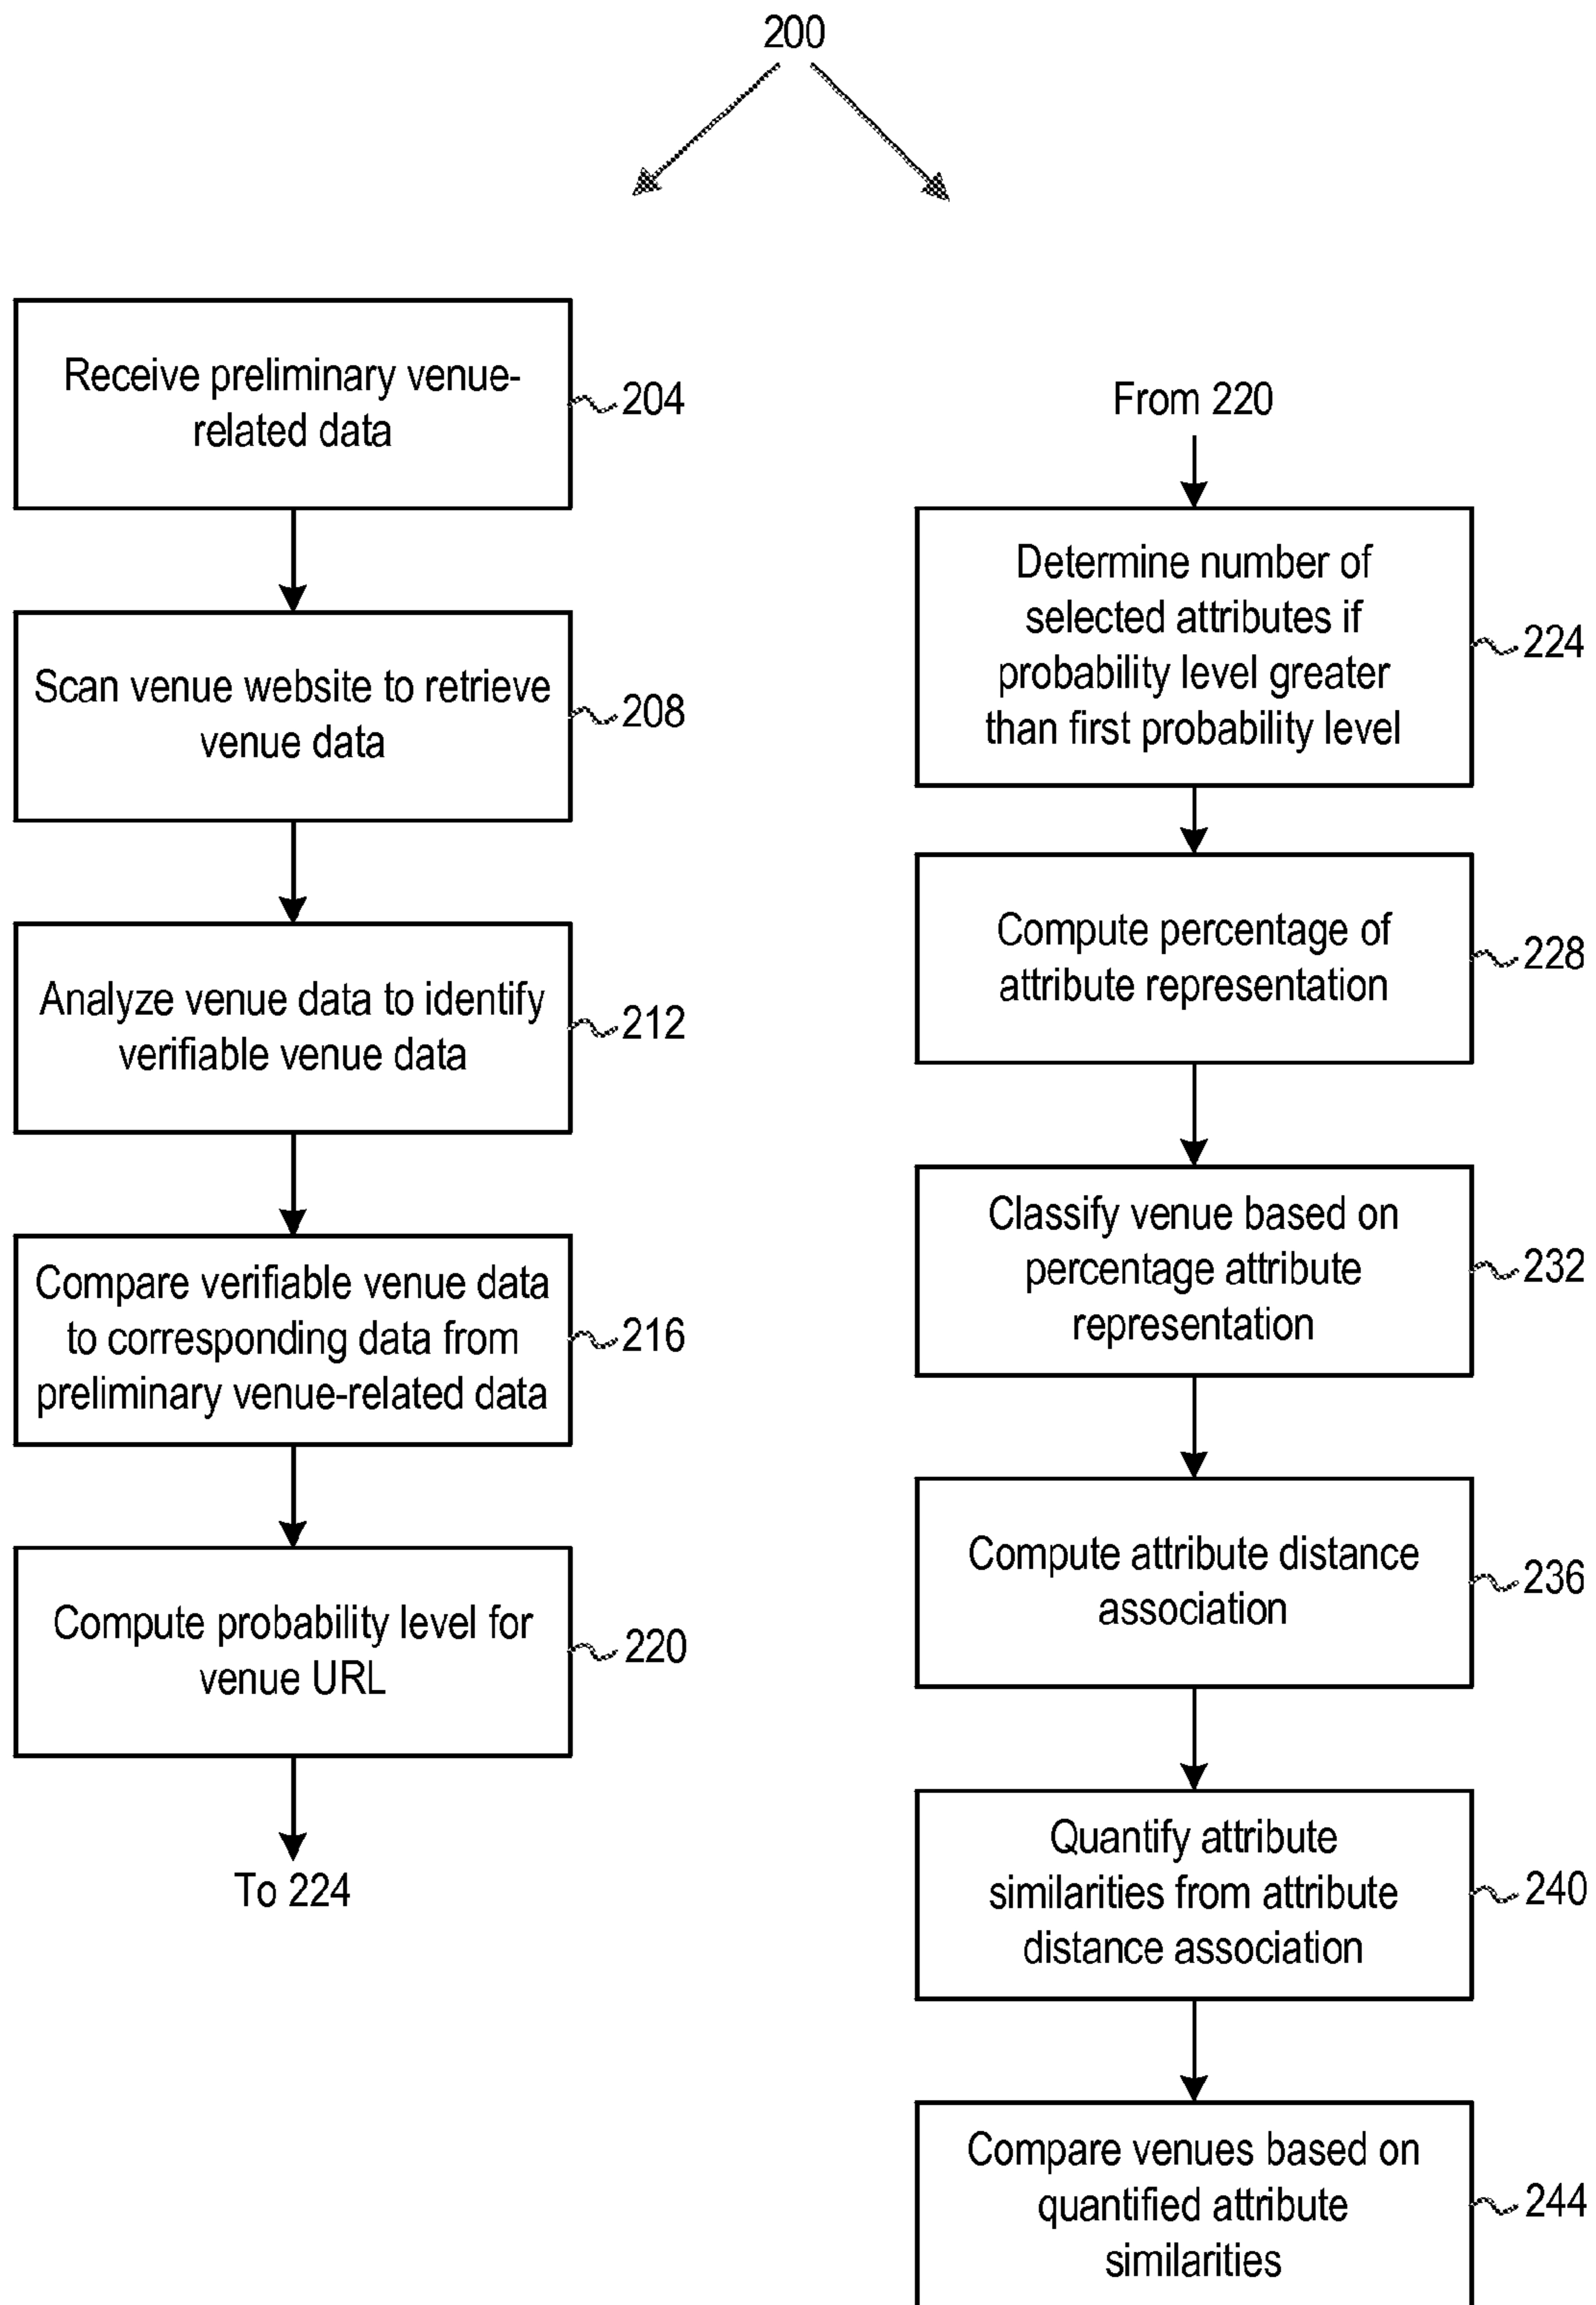 200
Receive preliminary venue-
related data
204
Scan venue website to retrieve
venue data
208
Analyze venue data to identify
verifiable venue data
212
Compare verifiable venue data
to corresponding data from
preliminary venue-related data
216
Compute probability level for
venue URL
220
To 224
From 220
Determine number of
selected attributes if
probability level greater
than first probability level
224
Compute percentage of
attribute representation
228
Classify venue based on
percentage attribute
representation
232
Compute attribute distance
association
236
Quantify attribute
similarities from attribute
distance association
240
Compare venues based on
quantified attribute
similarities
244